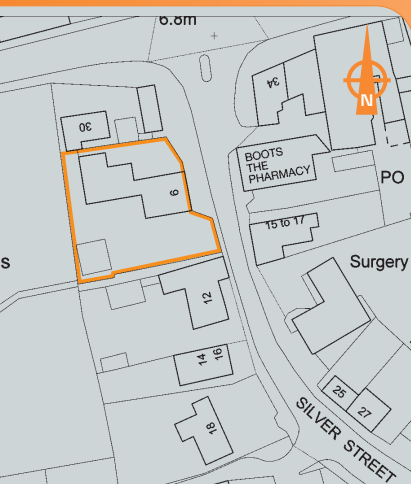 6.8m
34
30
N
BOOTS
THE
PHARMACY
PO
6
15 to 17
s
Surgery
12
14
16
25
27
18
SILVER STREET